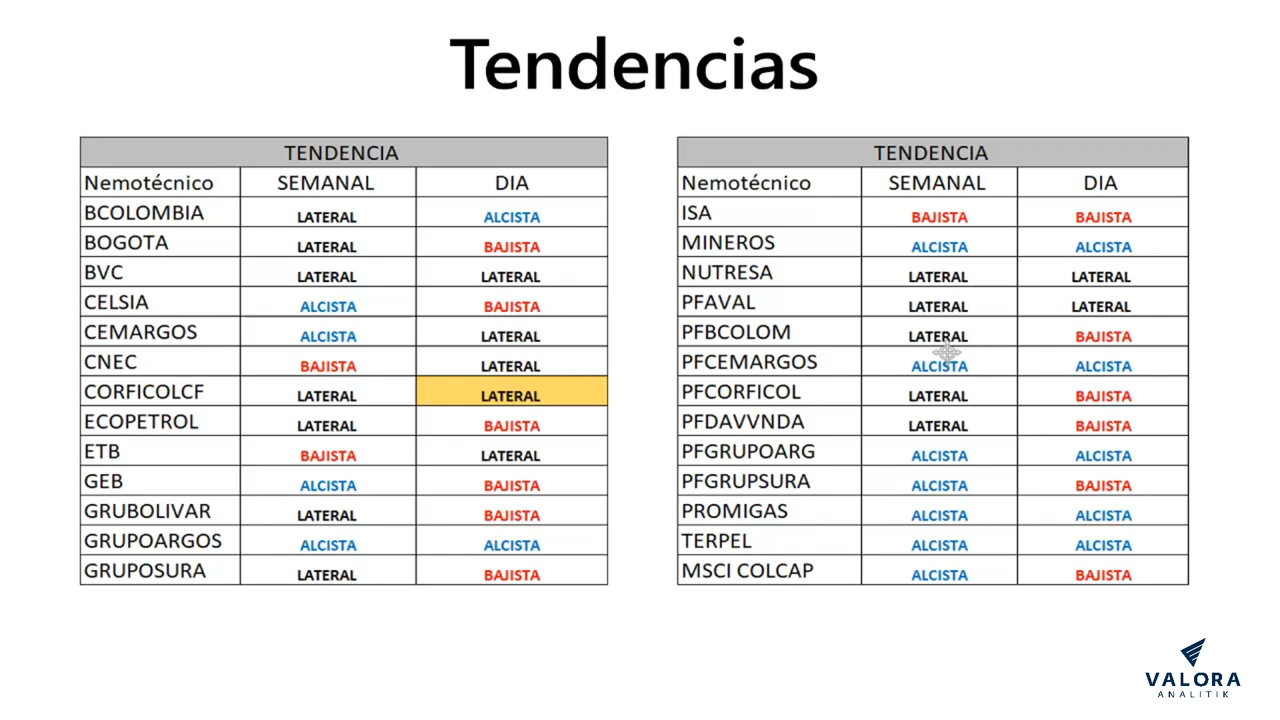 Tendencias
TENDENCIA
Nemotécnico SEMANAL DIA
BCOLOMBIA LATERAL ALCISTA
BOGOTA LATERAL BAJISTA
BVC LATERAL LATERAL
CELSIA ALCISTA BAJISTA
CEMARGOS ALCISTA LATERAL
CNEC BAJISTA LATERAL
CORFICOLCF LATERAL LATERAL
ECOPETROL LATERAL BAJISTA
ETB BAJISTA LATERAL
GEB ALCISTA BAJISTA
GRUBOLIVAR LATERAL BAJISTA
GRUPOARGOS ALCISTA ALCISTA
GRUPOSURA LATERAL BAJISTA
TENDENCIA
Nemotécnico SEMANAL DIA
ISA BAJISTA BAJISTA
MINEROS ALCISTA ALCISTA
NUTRESA LATERAL LATERAL
PFAVAL LATERAL LATERAL
PFBCOLOM LATERAL BAJISTA
PFCEMARGOS ALCISTA ALCISTA
PFCORFICOL LATERAL BAJISTA
PFDAVVNDA LATERAL BAJISTA
PFGRUPOARG ALCISTA ALCISTA
PFGRUPSURA ALCISTA BAJISTA
PROMIGAS ALCISTA ALCISTA
TERPEL ALCISTA ALCISTA
MSCI COLCAP ALCISTA BAJISTA
VALORA
ANALITIK